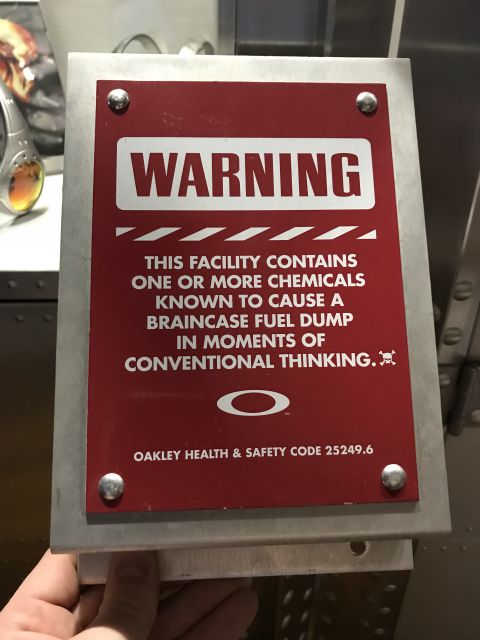 WARNING
THIS FACILITY CONTAINS
ONE OR MORE CHEMICALS
KNOWN TO CAUSE A
BRAINCASE FUEL DUMP
IN MOMENTS OF
CONVENTIONAL THINKING.
OAKLEY HEALTH & SAFETY CODE 25249.6